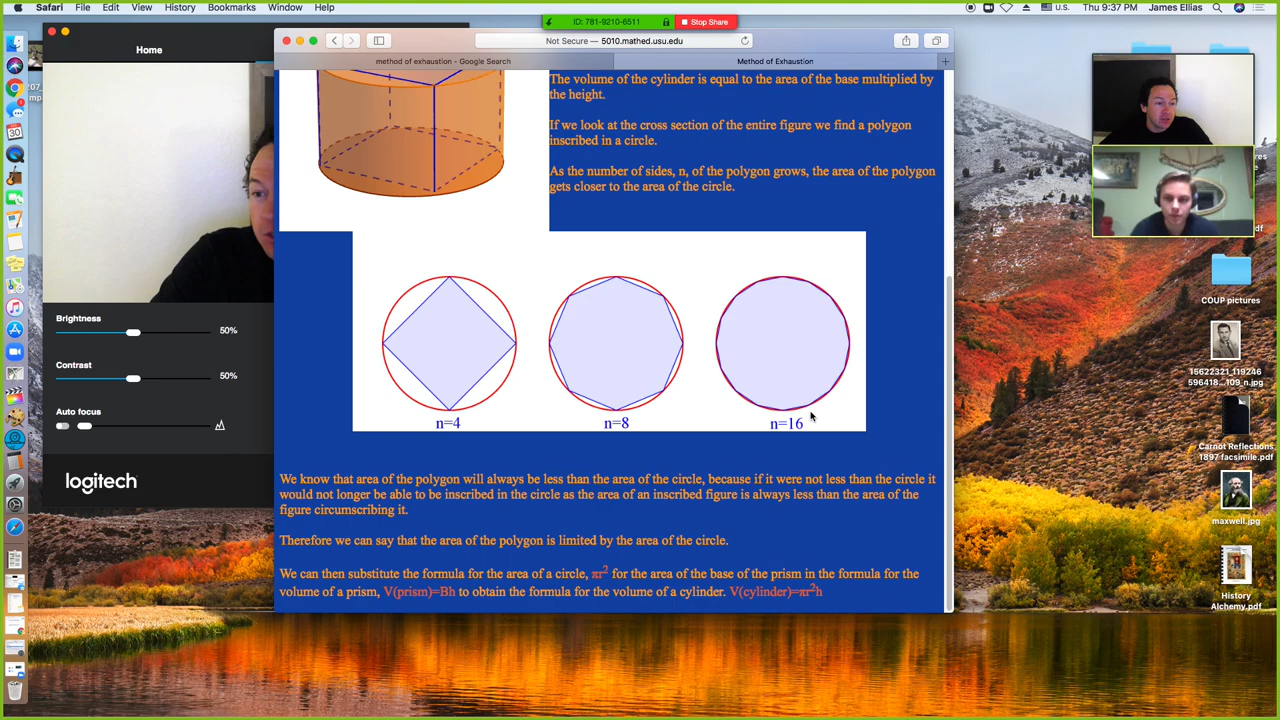 Safari File Edit View History Bookmarks Window Help
U.S. Thu 9:37 PM James Elias
ID: 781-9210-6511 Stop Share
Home
Not Secure — 5010.mathed.usu.edu
method of exhaustion - Google Search
Method of Exhaustion
The volume of the cylinder is equal to the area of the base multiplied by
the height.
If we look at the cross section of the entire figure we find a polygon
inscribed in a circle.
As the number of sides, n, of the polygon grows, the area of the polygon
gets closer to the area of the circle.
n=4
n=8
n=16
We know that area of the polygon will always be less than the area of the circle, because if it were not less than the circle it
would not longer be able to be inscribed in the circle as the area of an inscribed figure is always less than the area of the
figure circumscribing it.
Therefore we can say that the area of the polygon is limited by the area of the circle.
We can then substitute the formula for the area of a circle, πr² for the area of the base of the prism in the formula for the
volume of a prism, V(prism)=Bh to obtain the formula for the volume of a cylinder. V(cylinder)=πr²h
Brightness
50%
Contrast
50%
Auto focus
logitech
30
COUP pictures
15622321_119246
596418...109_n.jpg
Carnot Reflections
1897 facsimile.pdf
maxwell.jpg
History
Alchemy.pdf